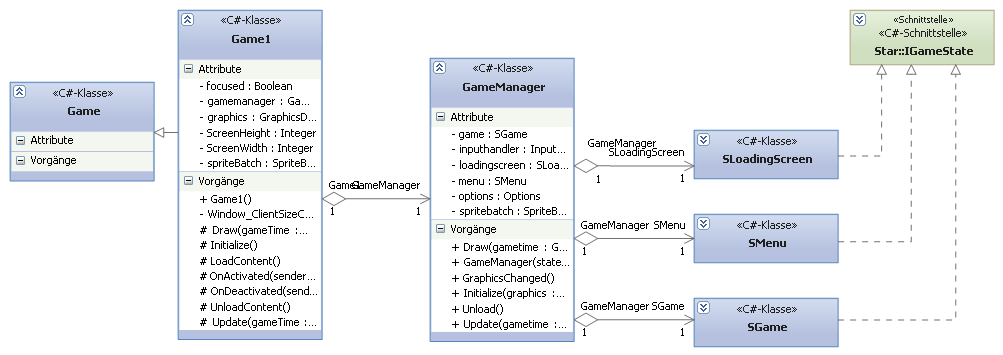 «C#-Klasse»
Game
Attribute
Vorgänge
«C#-Klasse»
Game1
Attribute
- focused : Boolean
- gamemanager : Ga...
- graphics : GraphicsD...
- ScreenHeight : Integer
- ScreenWidth : Integer
- spriteBatch : SpriteB...
Vorgänge
+ Game1()
- Window_ClientSizeC...
# Draw(gameTime :...
# Initialize()
# LoadContent()
# OnActivated(sender...
# OnDeactivated(send...
# UnloadContent()
# Update(gameTime :...
Game1
GameManager
1
1
«C#-Klasse»
GameManager
Attribute
- game : SGame
- inputhandler : Input...
- loadingscreen : SLoa...
- menu : SMenu
- options : Options
- spritebatch : SpriteB...
Vorgänge
+ Draw(gametime : G...
+ GameManager(state...
+ GraphicsChanged()
+ Initialize(graphics :...
+ Unload()
+ Update(gametime :...
GameManager
SLoadingScreen
1
1
GameManager SMenu
1
1
GameManager SGame
1
1
«C#-Klasse»
SLoadingScreen
«C#-Klasse»
SMenu
«C#-Klasse»
SGame
«Schnittstelle»
«C#-Schnittstelle»
Star::IGameState